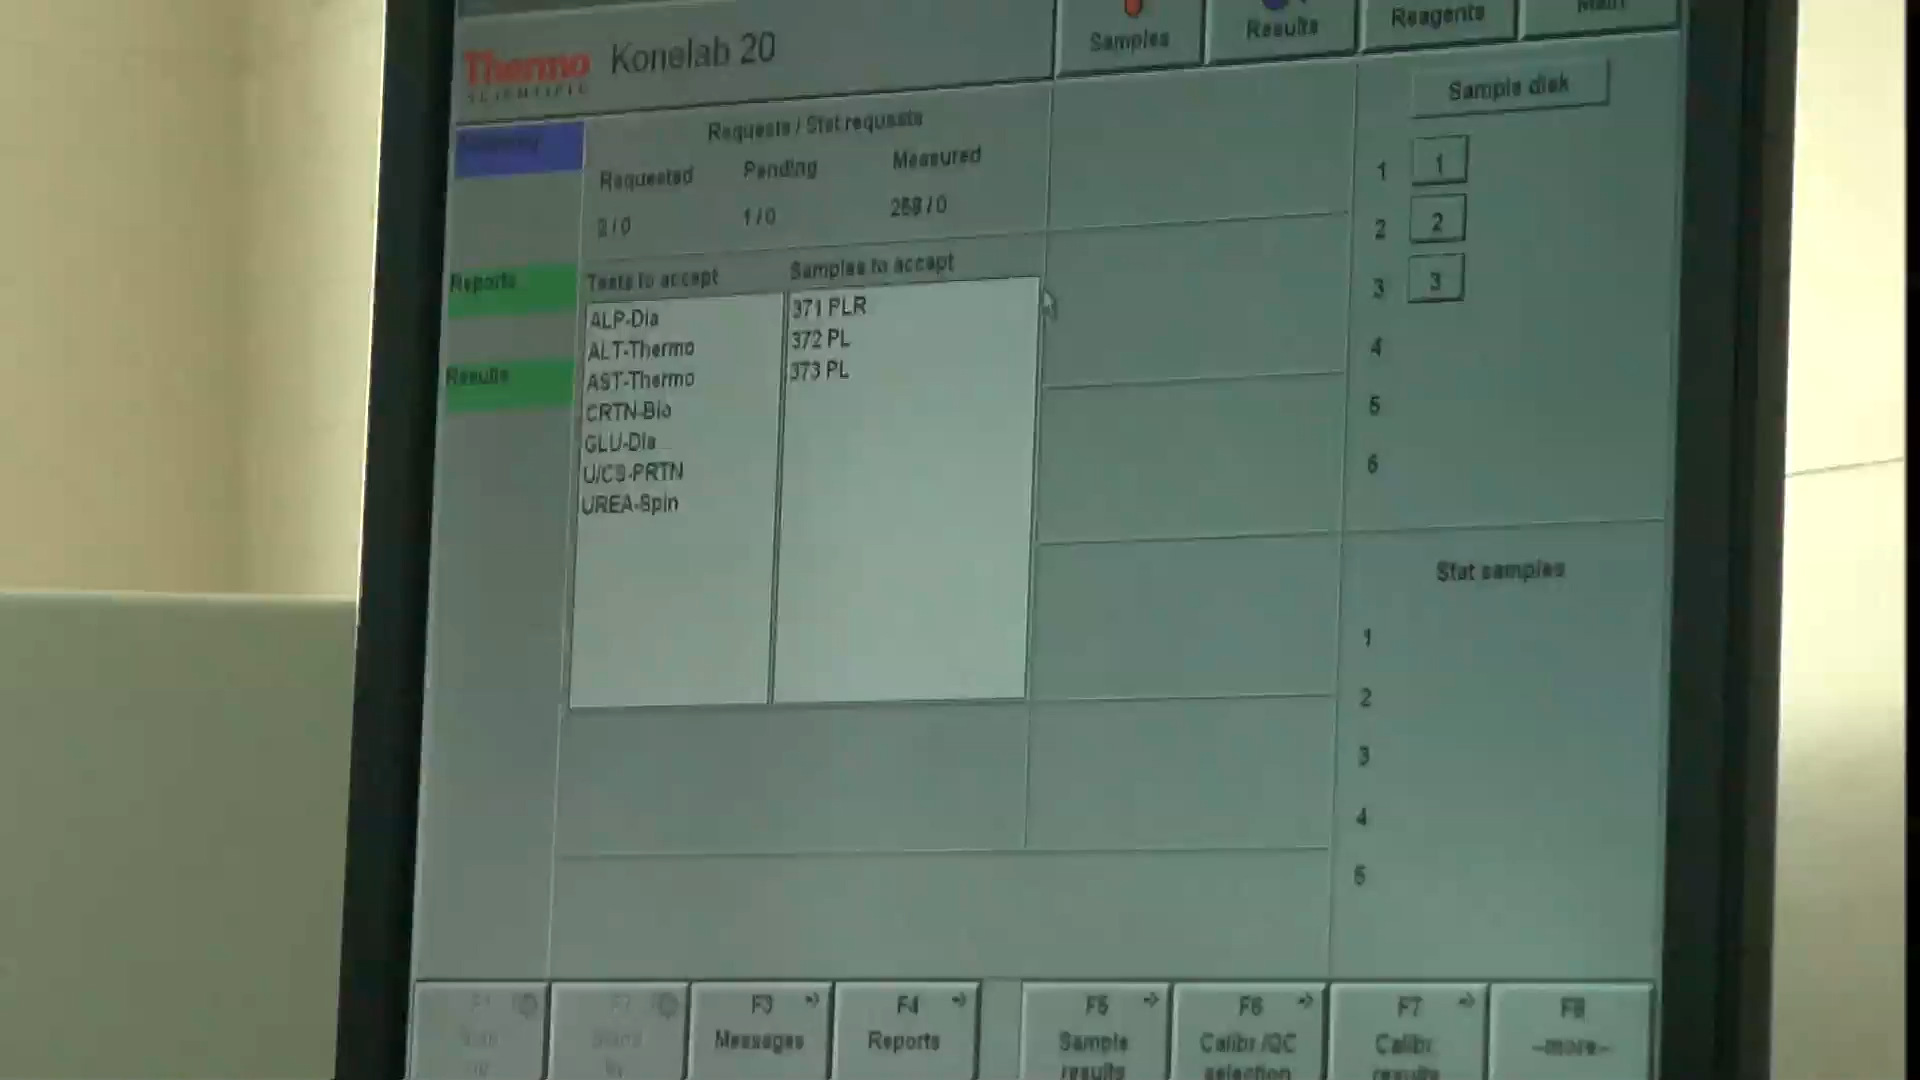 Samples
Results
Reagents
Main
Thermo
SCIENTIFIC
Konelab 20
Sample disk
Requests / Stat requests
Requested
Pending
Measured
1 / 0
268 / 0
Reports
Results
Tests to accept
Samples to accept
ALP-Dia
ALT-Thermo
AST-Thermo
CRTN-Bio
GLU-Dia
U/CS-PRTN
UREA-Spin
371 PLR
372 PL
373 PL
1 1
2 2
3 3
4
5
6
Stat samples
1
2
3
4
5
F3
Messages
F4
Reports
F5
Sample
results
F6
Calibr./QC
selection
F7
Calibr.
results
F8
--more--